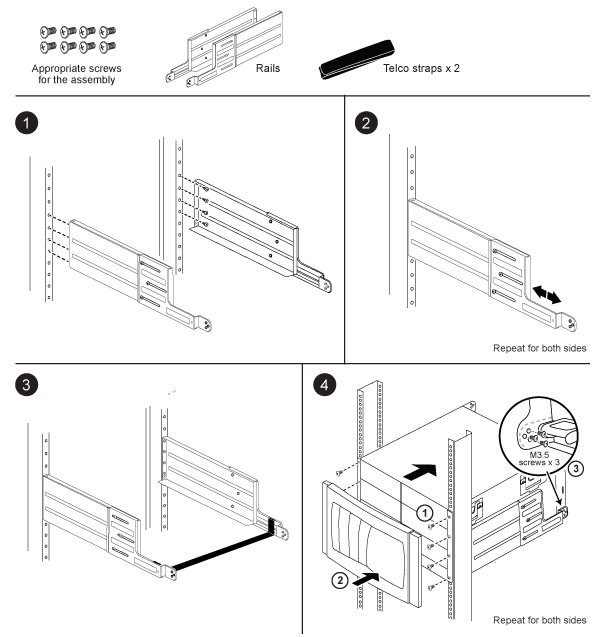 Appropriate screws
for the assembly
Rails
Telco straps x 2
1
2
Repeat for both sides
3
4
M3.5
screws x 3
3
1
2
Repeat for both sides